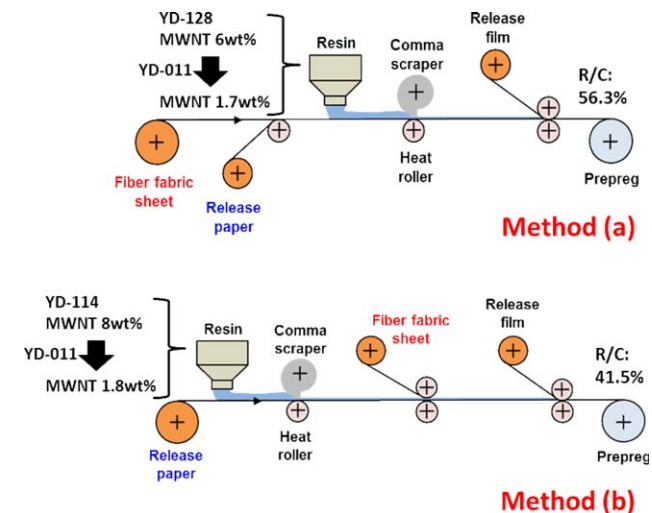 YD-128
MWNT 6wt%
YD-011
MWNT 1.7wt%
Resin
Comma
scraper
Release
film
R/C:
56.3%
Fiber fabric
sheet
Release
paper
Heat
roller
Prepreg
Method (a)
YD-114
MWNT 8wt%
YD-011
MWNT 1.8wt%
Resin
Comma
scraper
Fiber fabric
sheet
Release
film
R/C:
41.5%
Release
paper
Heat
roller
Prepreg
Method (b)